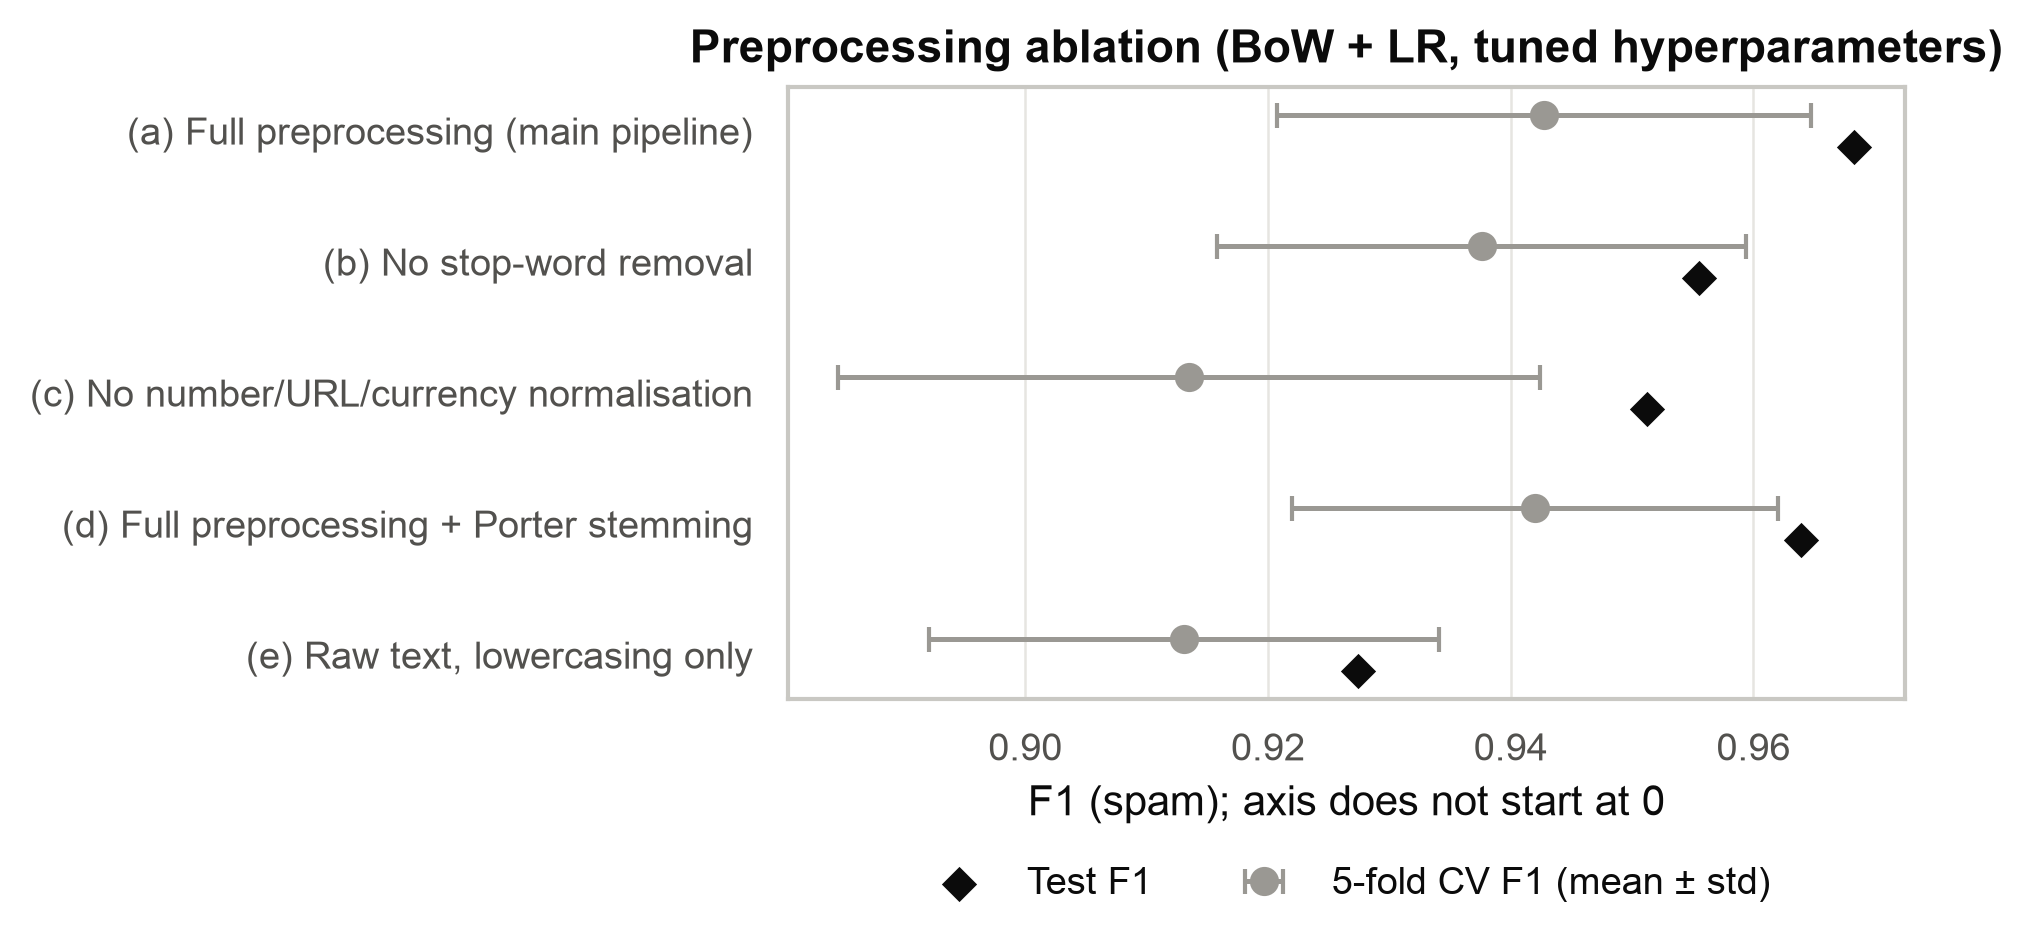 Preprocessing ablation (BoW + LR, tuned hyperparameters)
(a) Full preprocessing (main pipeline)
(b) No stop-word removal
(c) No number/URL/currency normalisation
(d) Full preprocessing + Porter stemming
(e) Raw text, lowercasing only
0.90 0.92 0.94 0.96
F1 (spam); axis does not start at 0
Test F1 5-fold CV F1 (mean ± std)